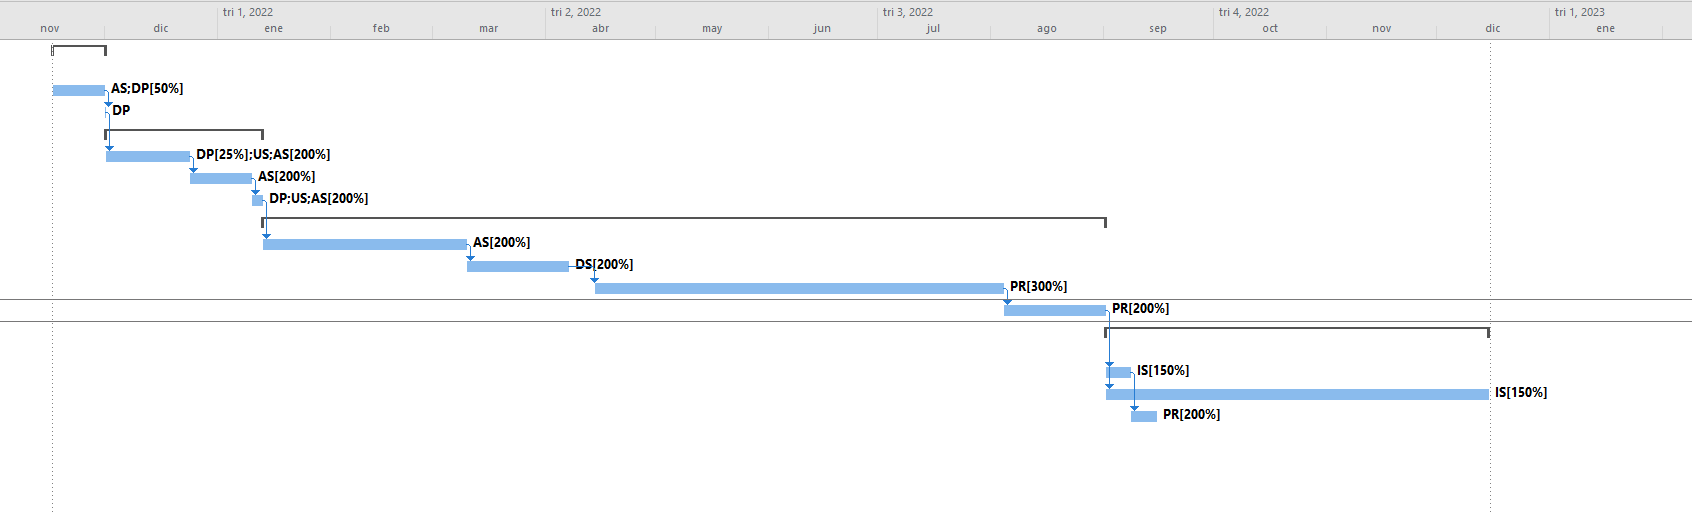 tri 1, 2022 tri 2, 2022 tri 3, 2022 tri 4, 2022 tri 1, 2023
nov dic ene feb mar abr may jun jul ago sep oct nov dic ene
AS;DP[50%]
DP
DP[25%];US;AS[200%]
AS[200%]
DP;US;AS[200%]
AS[200%]
DS[200%]
PR[300%]
PR[200%]
IS[150%]
IS[150%]
PR[200%]